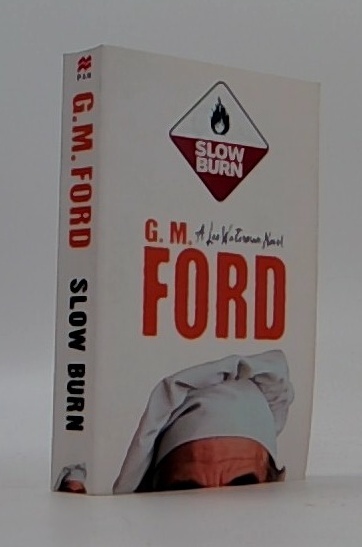 PAN
G. M. FORD SLOW BURN
SLOW
BURN
G. M. A Leo Waterman Novel
FORD